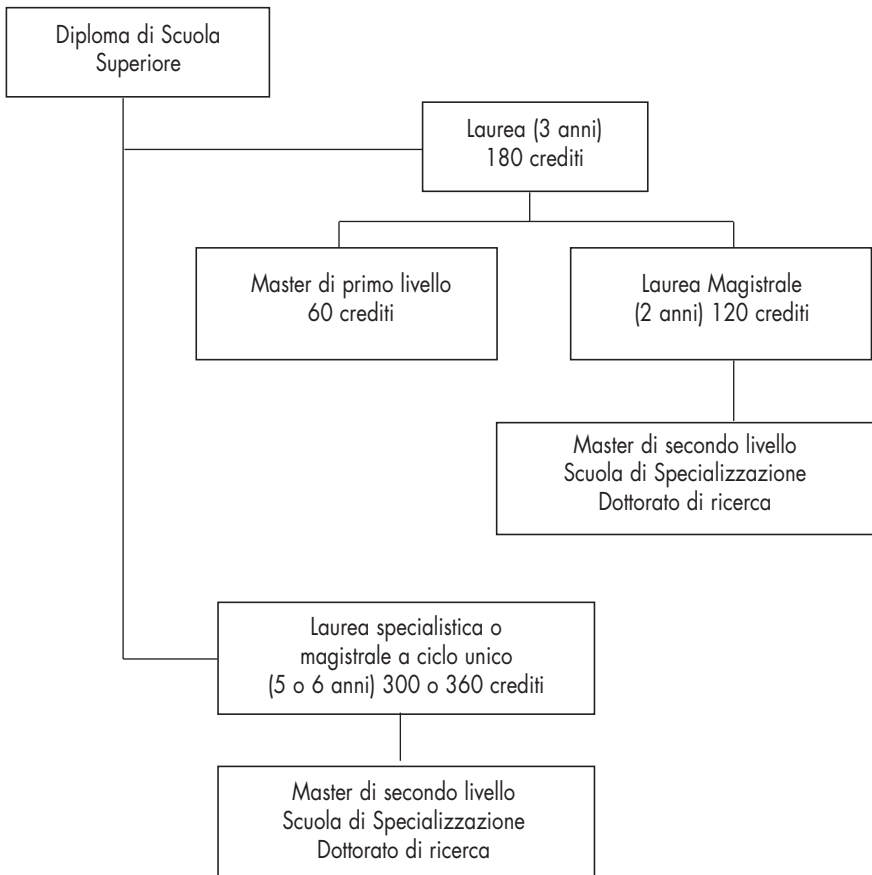 Diploma di Scuola
Superiore
Laurea (3 anni)
180 crediti
Master di primo livello
60 crediti
Laurea Magistrale
(2 anni) 120 crediti
Master di secondo livello
Scuola di Specializzazione
Dottorato di ricerca
Laurea specialistica o
magistrale a ciclo unico
(5 o 6 anni) 300 o 360 crediti
Master di secondo livello
Scuola di Specializzazione
Dottorato di ricerca